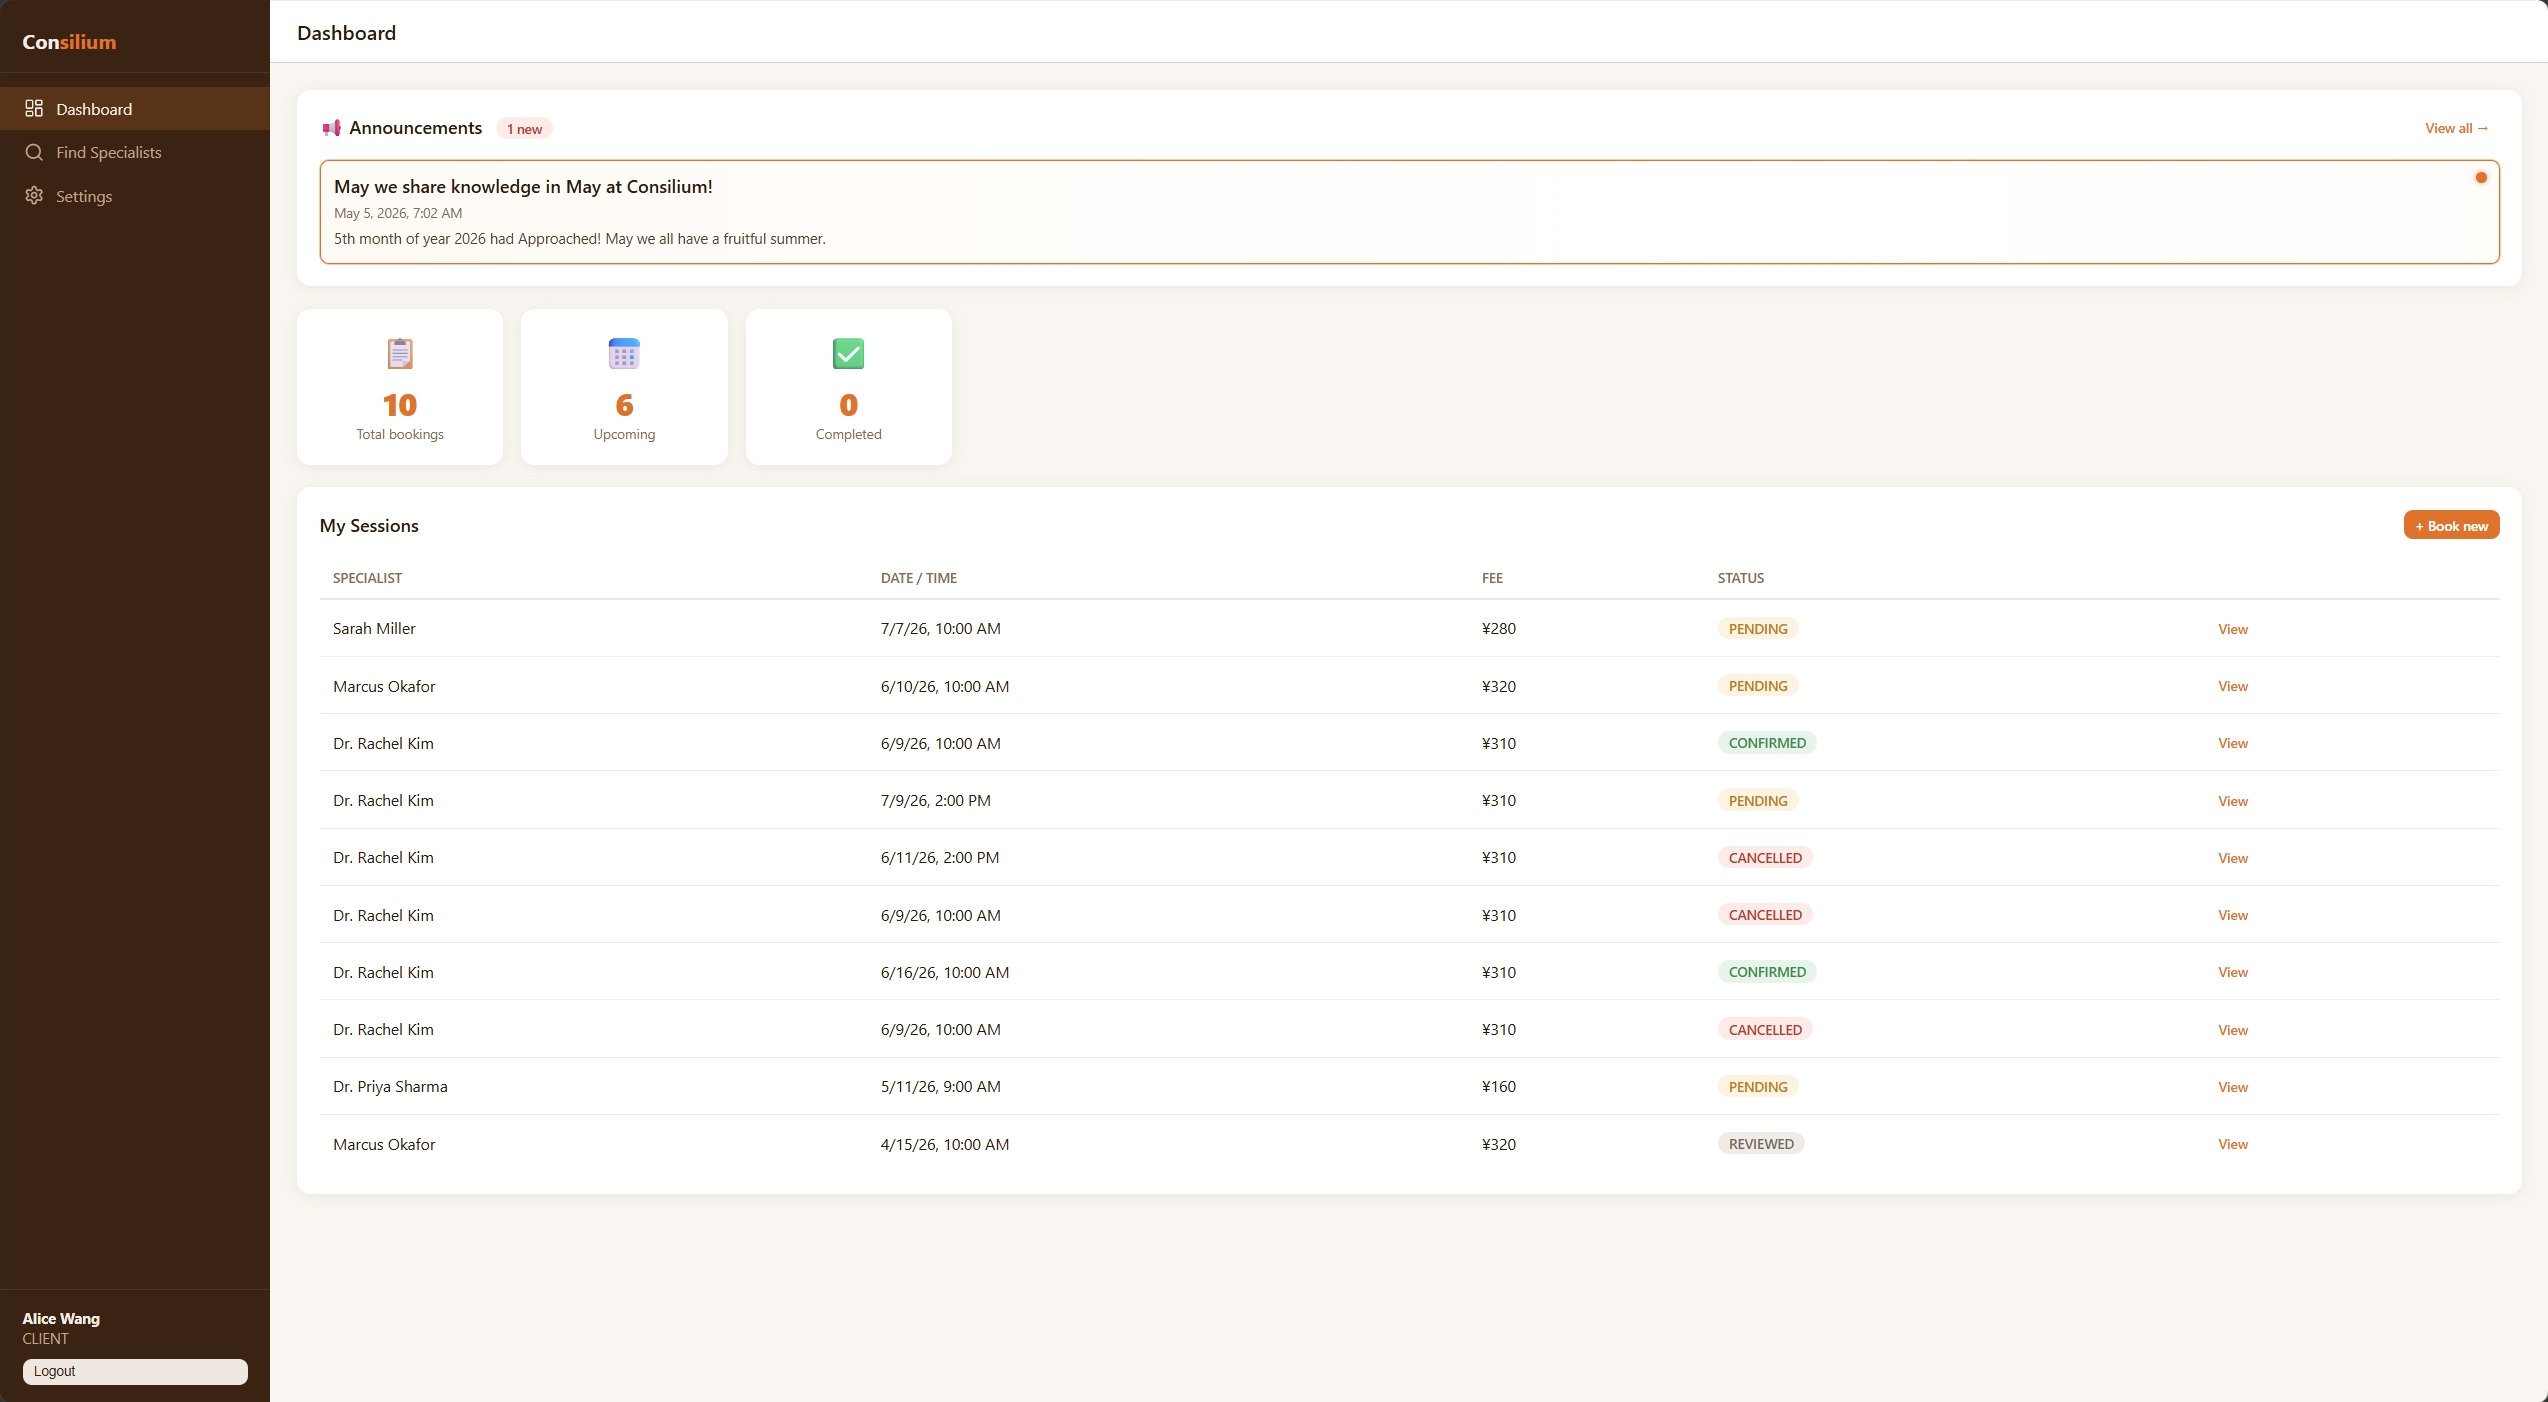 Consilium
Dashboard
Find Specialists
Settings
Alice Wang
CLIENT
Logout
Dashboard
Announcements 1 new View all →
May we share knowledge in May at Consilium!
May 5, 2026, 7:02 AM
5th month of year 2026 had Approached! May we all have a fruitful summer.
10
Total bookings
6
Upcoming
0
Completed
My Sessions + Book new
SPECIALIST DATE / TIME FEE STATUS
Sarah Miller 7/7/26, 10:00 AM ¥280 PENDING View
Marcus Okafor 6/10/26, 10:00 AM ¥320 PENDING View
Dr. Rachel Kim 6/9/26, 10:00 AM ¥310 CONFIRMED View
Dr. Rachel Kim 7/9/26, 2:00 PM ¥310 PENDING View
Dr. Rachel Kim 6/11/26, 2:00 PM ¥310 CANCELLED View
Dr. Rachel Kim 6/9/26, 10:00 AM ¥310 CANCELLED View
Dr. Rachel Kim 6/16/26, 10:00 AM ¥310 CONFIRMED View
Dr. Rachel Kim 6/9/26, 10:00 AM ¥310 CANCELLED View
Dr. Priya Sharma 5/11/26, 9:00 AM ¥160 PENDING View
Marcus Okafor 4/15/26, 10:00 AM ¥320 REVIEWED View